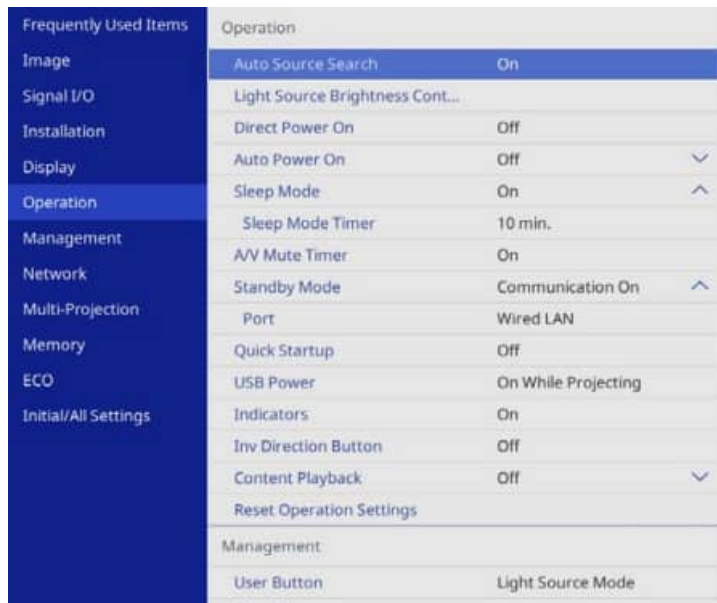 Frequently Used Items
Image
Signal I/O
Installation
Display
Operation
Management
Network
Multi-Projection
Memory
ECO
Initial/All Settings
Operation
Auto Source Search On
Light Source Brightness Cont...
Direct Power On Off
Auto Power On Off
Sleep Mode On
Sleep Mode Timer 10 min.
A/V Mute Timer On
Standby Mode Communication On
Port Wired LAN
Quick Startup Off
USB Power On While Projecting
Indicators On
Inv Direction Button Off
Content Playback Off
Reset Operation Settings
Management
User Button Light Source Mode